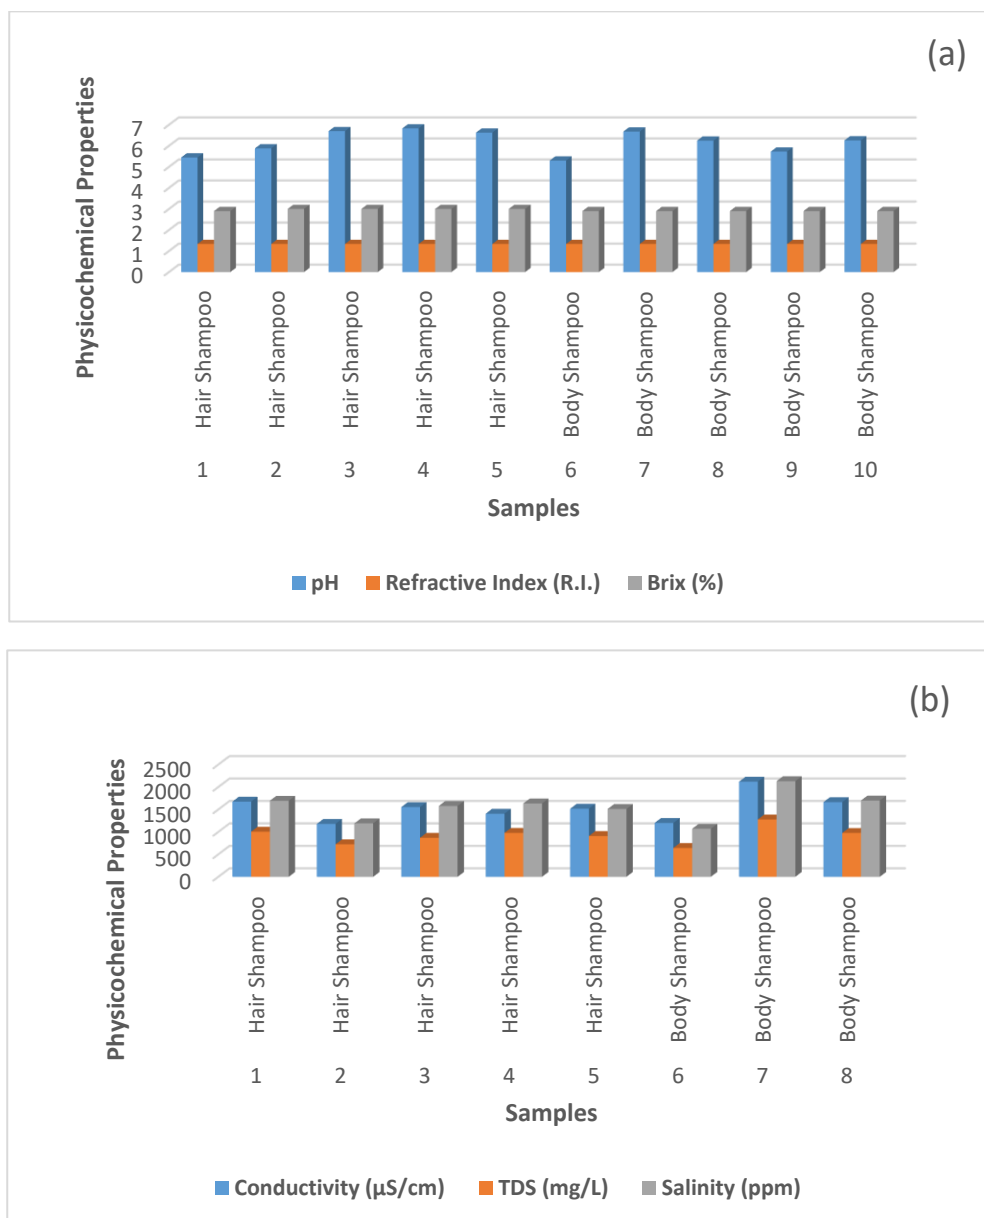 (a)
Physicochemical Properties
7
6
5
4
3
2
1
0
Hair Shampoo
Hair Shampoo
Hair Shampoo
Hair Shampoo
Hair Shampoo
Body Shampoo
Body Shampoo
Body Shampoo
Body Shampoo
Body Shampoo
1 2 3 4 5 6 7 8 9 10
Samples
pH Refractive Index (R.I.) Brix (%)
(b)
Physicochemical Properties
2500
2000
1500
1000
500
0
Hair Shampoo
Hair Shampoo
Hair Shampoo
Hair Shampoo
Hair Shampoo
Body Shampoo
Body Shampoo
Body Shampoo
1 2 3 4 5 6 7 8
Samples
Conductivity (µS/cm) TDS (mg/L) Salinity (ppm)